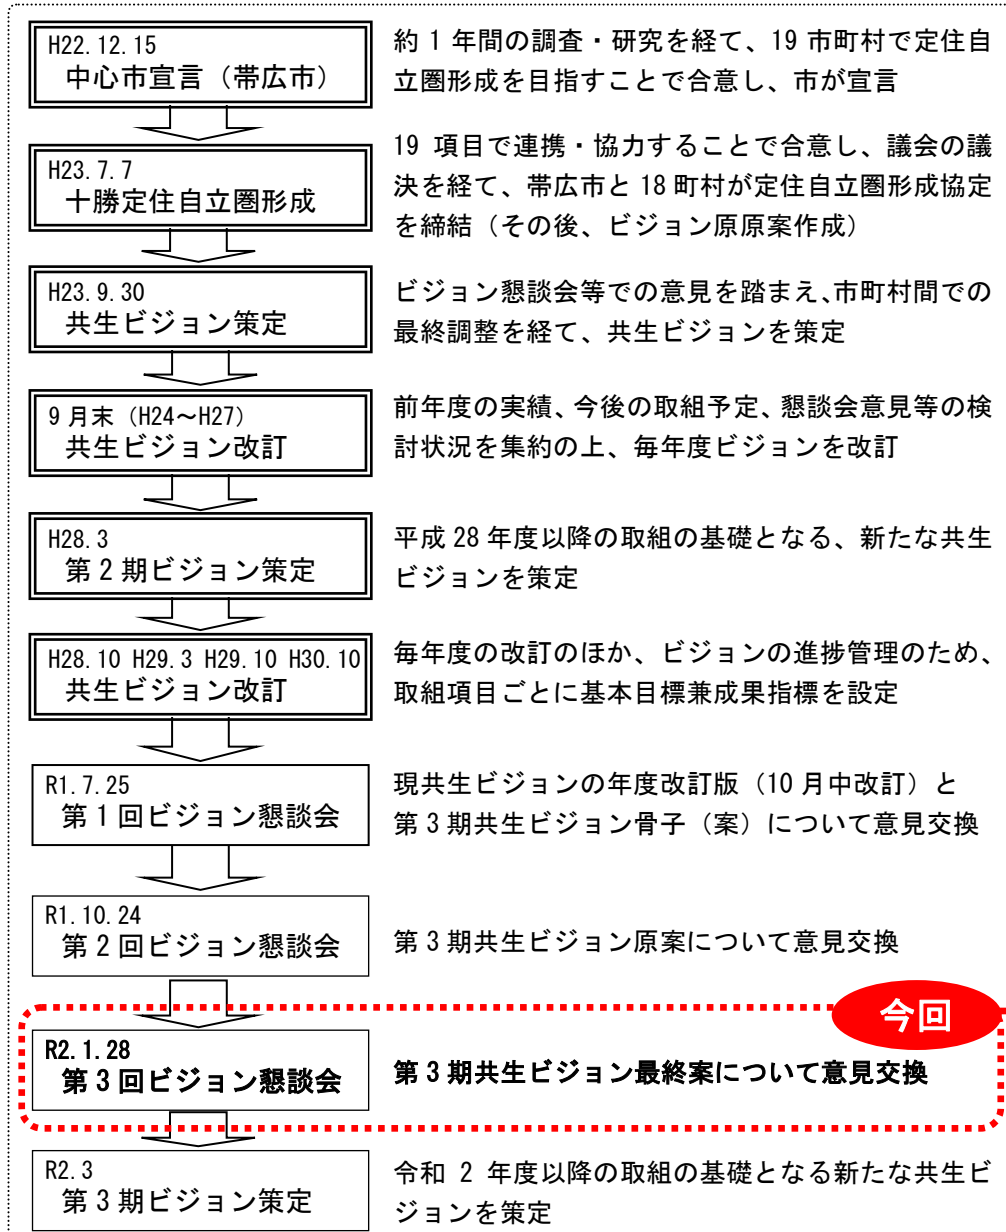 H22.12.15
中心市宣言（帯広市）
約1年間の調査・研究を経て、19市町村で定住自
立圏形成を目指すことで合意し、市が宣言
H23.7.7
十勝定住自立圏形成
19 項目で連携・協力することで合意し、議会の議
決を経て、帯広市と18町村が定住自立圏形成協定
を締結（その後、ビジョン原原案作成）
H23.9.30
共生ビジョン策定
ビジョン懇談会等での意見を踏まえ、市町村間での
最終調整を経て、共生ビジョンを策定
9月末（H24～H27）
共生ビジョン改訂
前年度の実績、今後の取組予定、懇談会意見等の検
討状況を集約の上、毎年度ビジョンを改訂
H28.3
第2期ビジョン策定
平成28年度以降の取組の基礎となる、新たな共生
ビジョンを策定
H28.10 H29.3 H29.10 H30.10
共生ビジョン改訂
毎年度の改訂のほか、ビジョンの進捗管理のため、
取組項目ごとに基本目標兼成果指標を設定
R1.7.25
第1回ビジョン懇談会
現共生ビジョンの年度改訂版（10月中改訂）と
第3期共生ビジョン骨子（案）について意見交換
R1.10.24
第2回ビジョン懇談会
第3期共生ビジョン原案について意見交換
今回
R2.1.28
第3回ビジョン懇談会
第3期共生ビジョン最終案について意見交換
R2.3
第3期ビジョン策定
令和 2 年度以降の取組の基礎となる新たな共生ビ
ジョンを策定